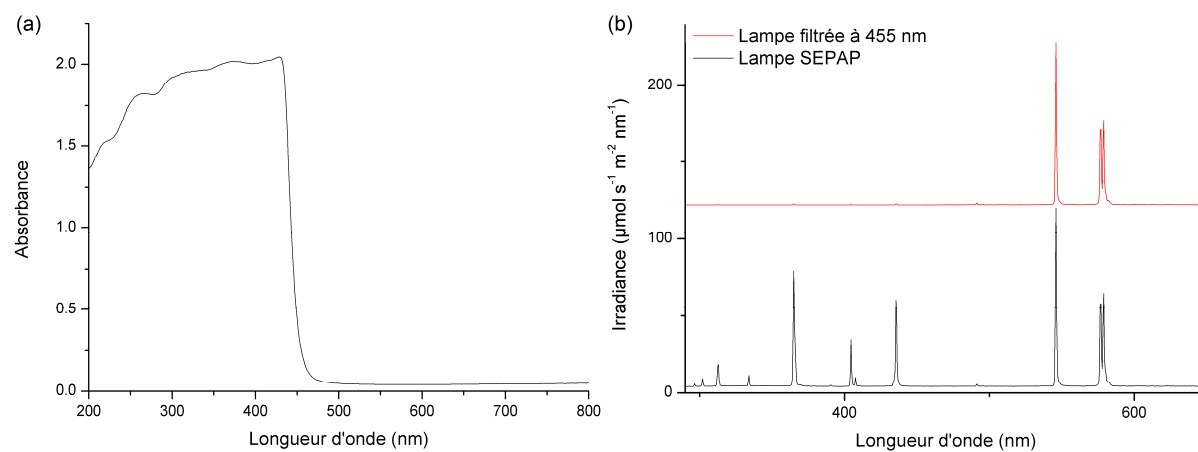 (a)
2.0
1.5
1.0
0.5
0.0
Absorbance
200 300 400 500 600 700 800
Longueur d'onde (nm)
(b)
Lampe filtrée à 455 nm
Lampe SEPAP
200
100
0
Irradiance (µmol s⁻¹ m⁻² nm⁻¹)
400 600
Longueur d'onde (nm)